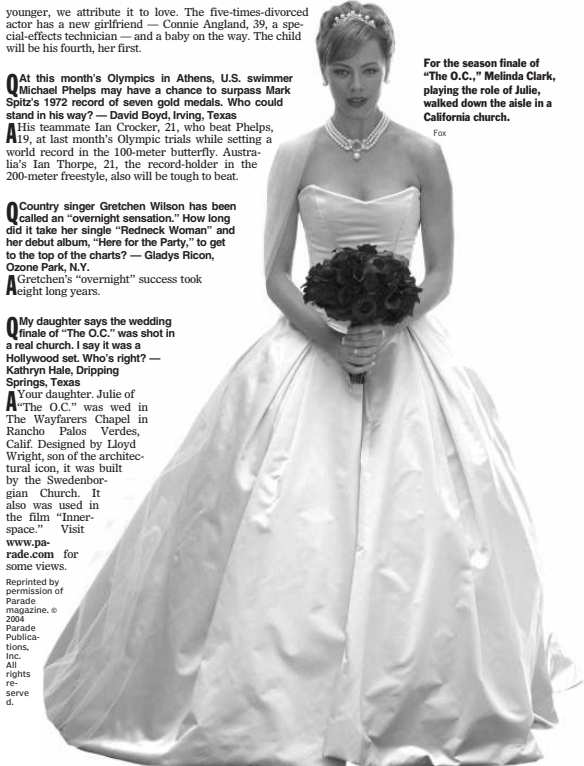 younger, we attribute it to love. The five-times-divorced
actor has a new girlfriend — Connie Angland, 39, a spe-
cial-effects technician — and a baby on the way. The child
will be his fourth, her first.
Q At this month's Olympics in Athens, U.S. swimmer
Michael Phelps may have a chance to surpass Mark
Spitz's 1972 record of seven gold medals. Who could
stand in his way? — David Boyd, Irving, Texas
A His teammate Ian Crocker, 21, who beat Phelps,
19, at last month's Olympic trials while setting a
world record in the 100-meter butterfly. Austra-
lia's Ian Thorpe, 21, the record-holder in the
200-meter freestyle, also will be tough to beat.
Q Country singer Gretchen Wilson has been
called an "overnight sensation." How long
did it take her single "Redneck Woman" and
her debut album, "Here for the Party," to get
to the top of the charts? — Gladys Ricon,
Ozone Park, N.Y.
A Gretchen's "overnight" success took
eight long years.
Q My daughter says the wedding
finale of "The O.C." was shot in
a real church. I say it was a
Hollywood set. Who's right? —
Kathryn Hale, Dripping
Springs, Texas
A Your daughter. Julie of
"The O.C." was wed in
The Wayfarers Chapel in
Rancho Palos Verdes,
Calif. Designed by Lloyd
Wright, son of the architec-
tural icon, it was built
by the Swedenbor-
gian Church. It
also was used in
the film "Inner-
space." Visit
www.pa-
rade.com for
some views.
Reprinted by
permission of
Parade
magazine. ©
2004
Parade
Publica-
tions,
Inc.
All
rights
re-
serve
d.
For the season finale of
"The O.C.," Melinda Clark,
playing the role of Julie,
walked down the aisle in a
California church.
Fox